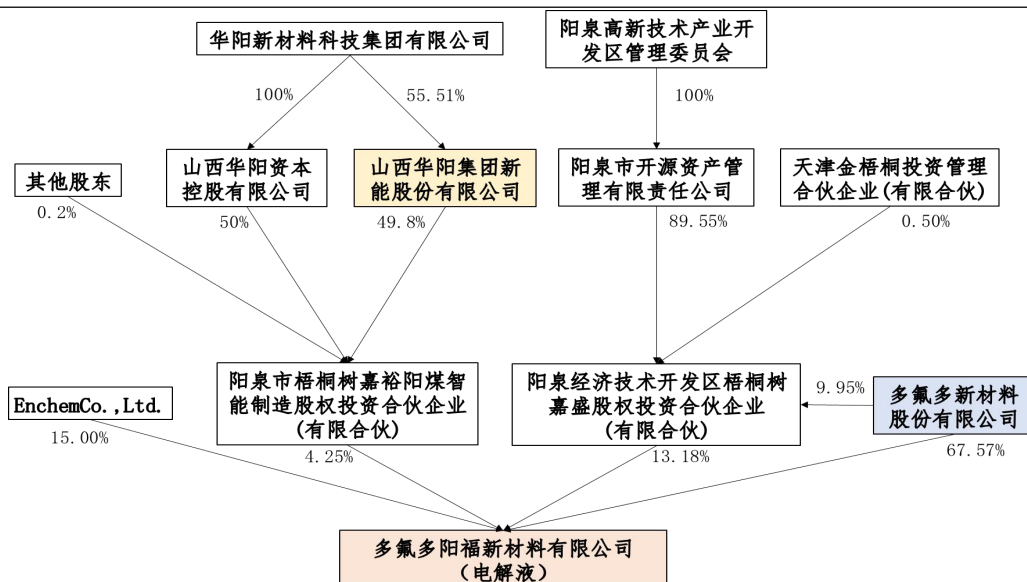 华阳新材料科技集团有限公司
阳泉高新技术产业开
发区管理委员会
100%
55.51%
100%
其他股东
山西华阳资本
控股有限公司
山西华阳集团新
能股份有限公司
阳泉市开源资产管
理有限责任公司
天津金梧桐投资管理
合伙企业(有限合伙)
0.2%
50%
49.8%
89.55%
0.50%
EnchemCo.,Ltd.
阳泉市梧桐树嘉裕阳煤智
能制造股权投资合伙企业
(有限合伙)
阳泉经济技术开发区梧桐树
嘉盛股权投资合伙企业
(有限合伙)
9.95%
多氟多新材料
股份有限公司
15.00%
4.25%
13.18%
67.57%
多氟多阳福新材料有限公司
（电解液）